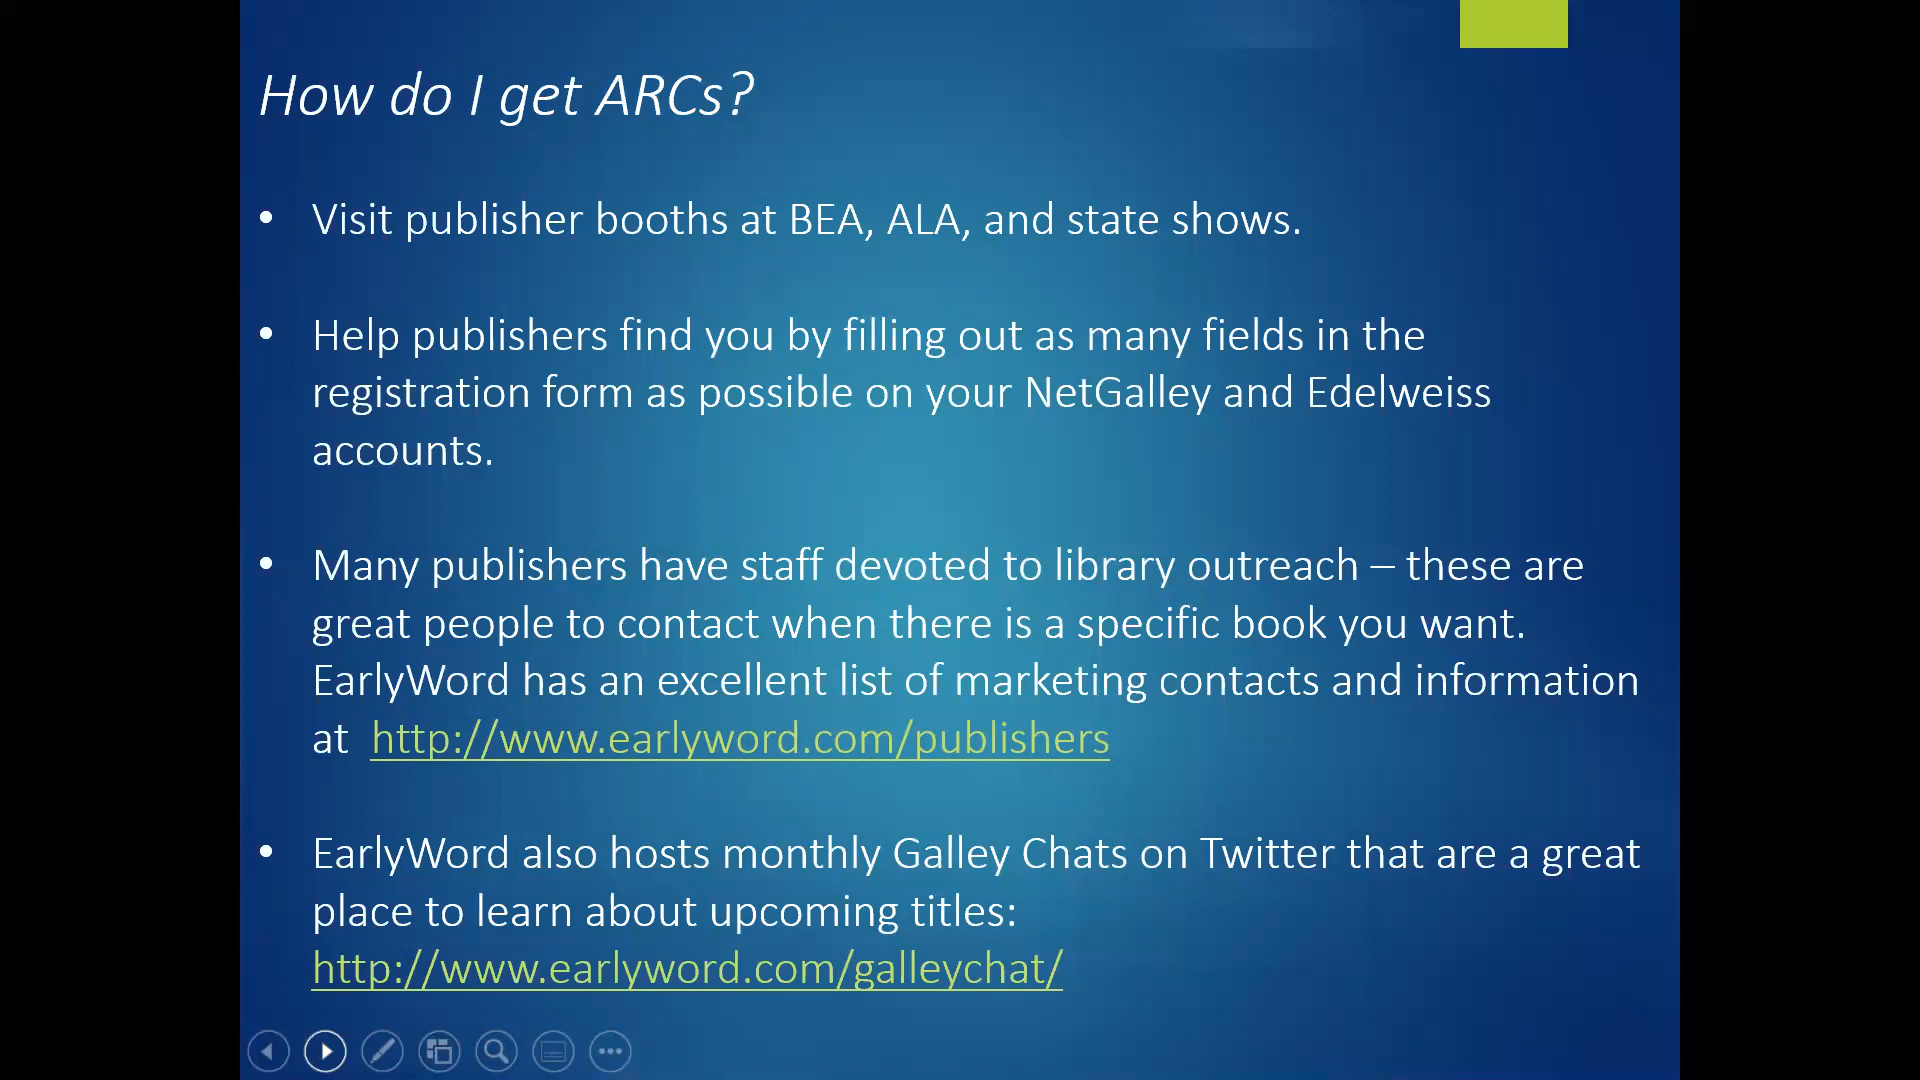 How do I get ARCs?
• Visit publisher booths at BEA, ALA, and state shows.
• Help publishers find you by filling out as many fields in the
registration form as possible on your NetGalley and Edelweiss
accounts.
• Many publishers have staff devoted to library outreach – these are
great people to contact when there is a specific book you want.
EarlyWord has an excellent list of marketing contacts and information
at http://www.earlyword.com/publishers
• EarlyWord also hosts monthly Galley Chats on Twitter that are a great
place to learn about upcoming titles:
http://www.earlyword.com/galleychat/